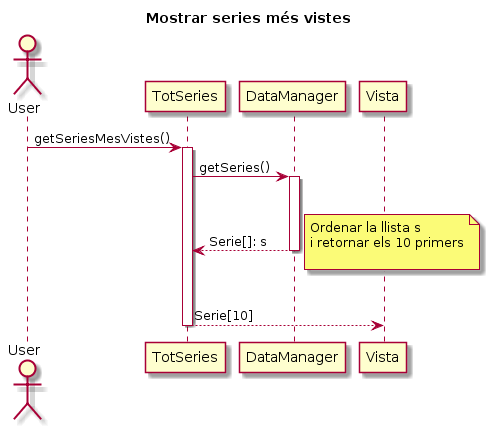 Mostrar series més vistes
User
TotSeries
DataManager
Vista
getSeriesMesVistes()
getSeries()
Ordenar la llista s
i retornar els 10 primers
Serie[]: s
Serie[10]
User
TotSeries
DataManager
Vista